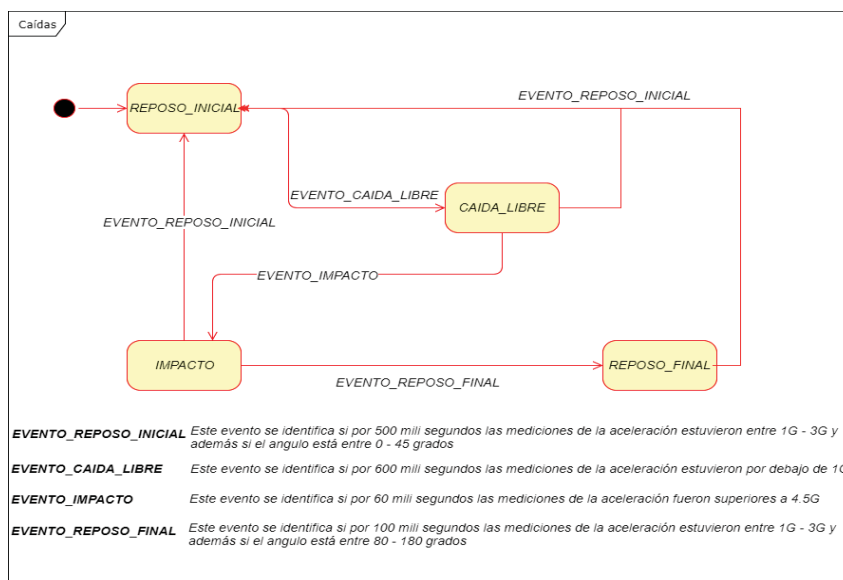 Caídas
REPOSO_INICIAL
EVENTO_REPOSO_INICIAL
EVENTO_CAIDA_LIBRE
CAIDA_LIBRE
EVENTO_REPOSO_INICIAL
EVENTO_IMPACTO
IMPACTO
REPOSO_FINAL
EVENTO_REPOSO_FINAL
EVENTO_REPOSO_INICIAL Este evento se identifica si por 500 mili segundos las mediciones de la aceleración estuvieron entre 1G - 3G y
además si el angulo está entre 0 - 45 grados
EVENTO_CAIDA_LIBRE Este evento se identifica si por 600 mili segundos las mediciones de la aceleración estuvieron por debajo de 1G
EVENTO_IMPACTO Este evento se identifica si por 60 mili segundos las mediciones de la aceleración fueron superiores a 4.5G
EVENTO_REPOSO_FINAL Este evento se identifica si por 100 mili segundos las mediciones de la aceleración estuvieron entre 1G - 3G y
además si el angulo está entre 80 - 180 grados